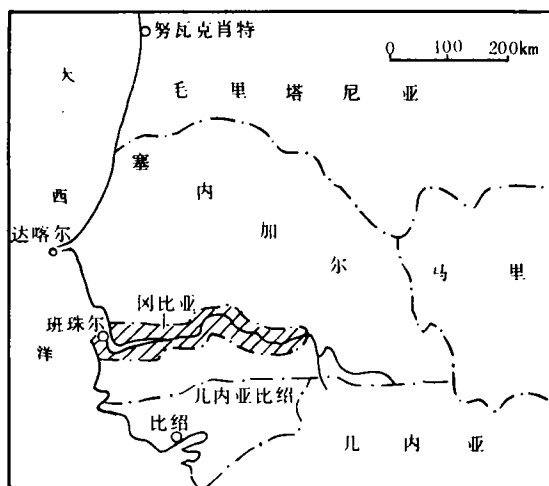 努瓦克肖特
0 100 200km
毛里塔尼亚
大西洋
塞内加尔
达喀尔
马里
冈比亚
班珠尔
几内亚比绍
比绍
几内亚